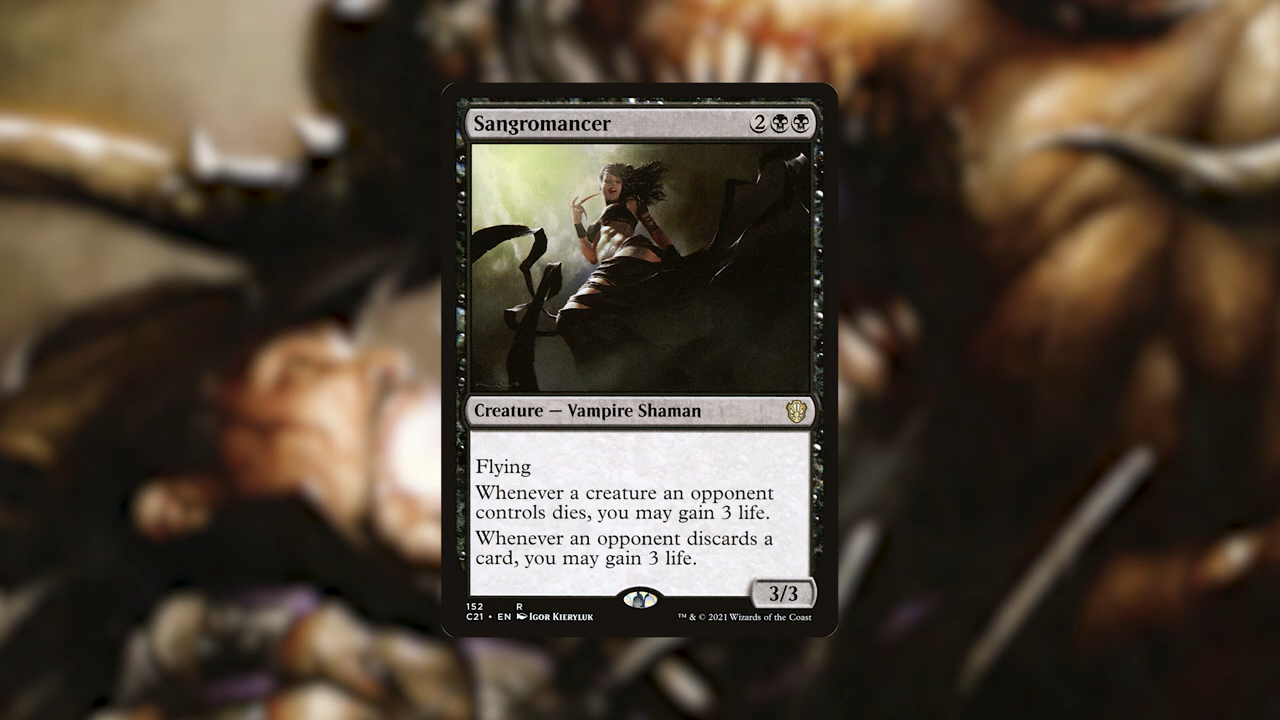 Sangromancer 2
Creature — Vampire Shaman
Flying
Whenever a creature an opponent
controls dies, you may gain 3 life.
Whenever an opponent discards a
card, you may gain 3 life.
3/3
152 R
C21 • EN Igor Kieryluk ™ & © 2021 Wizards of the Coast